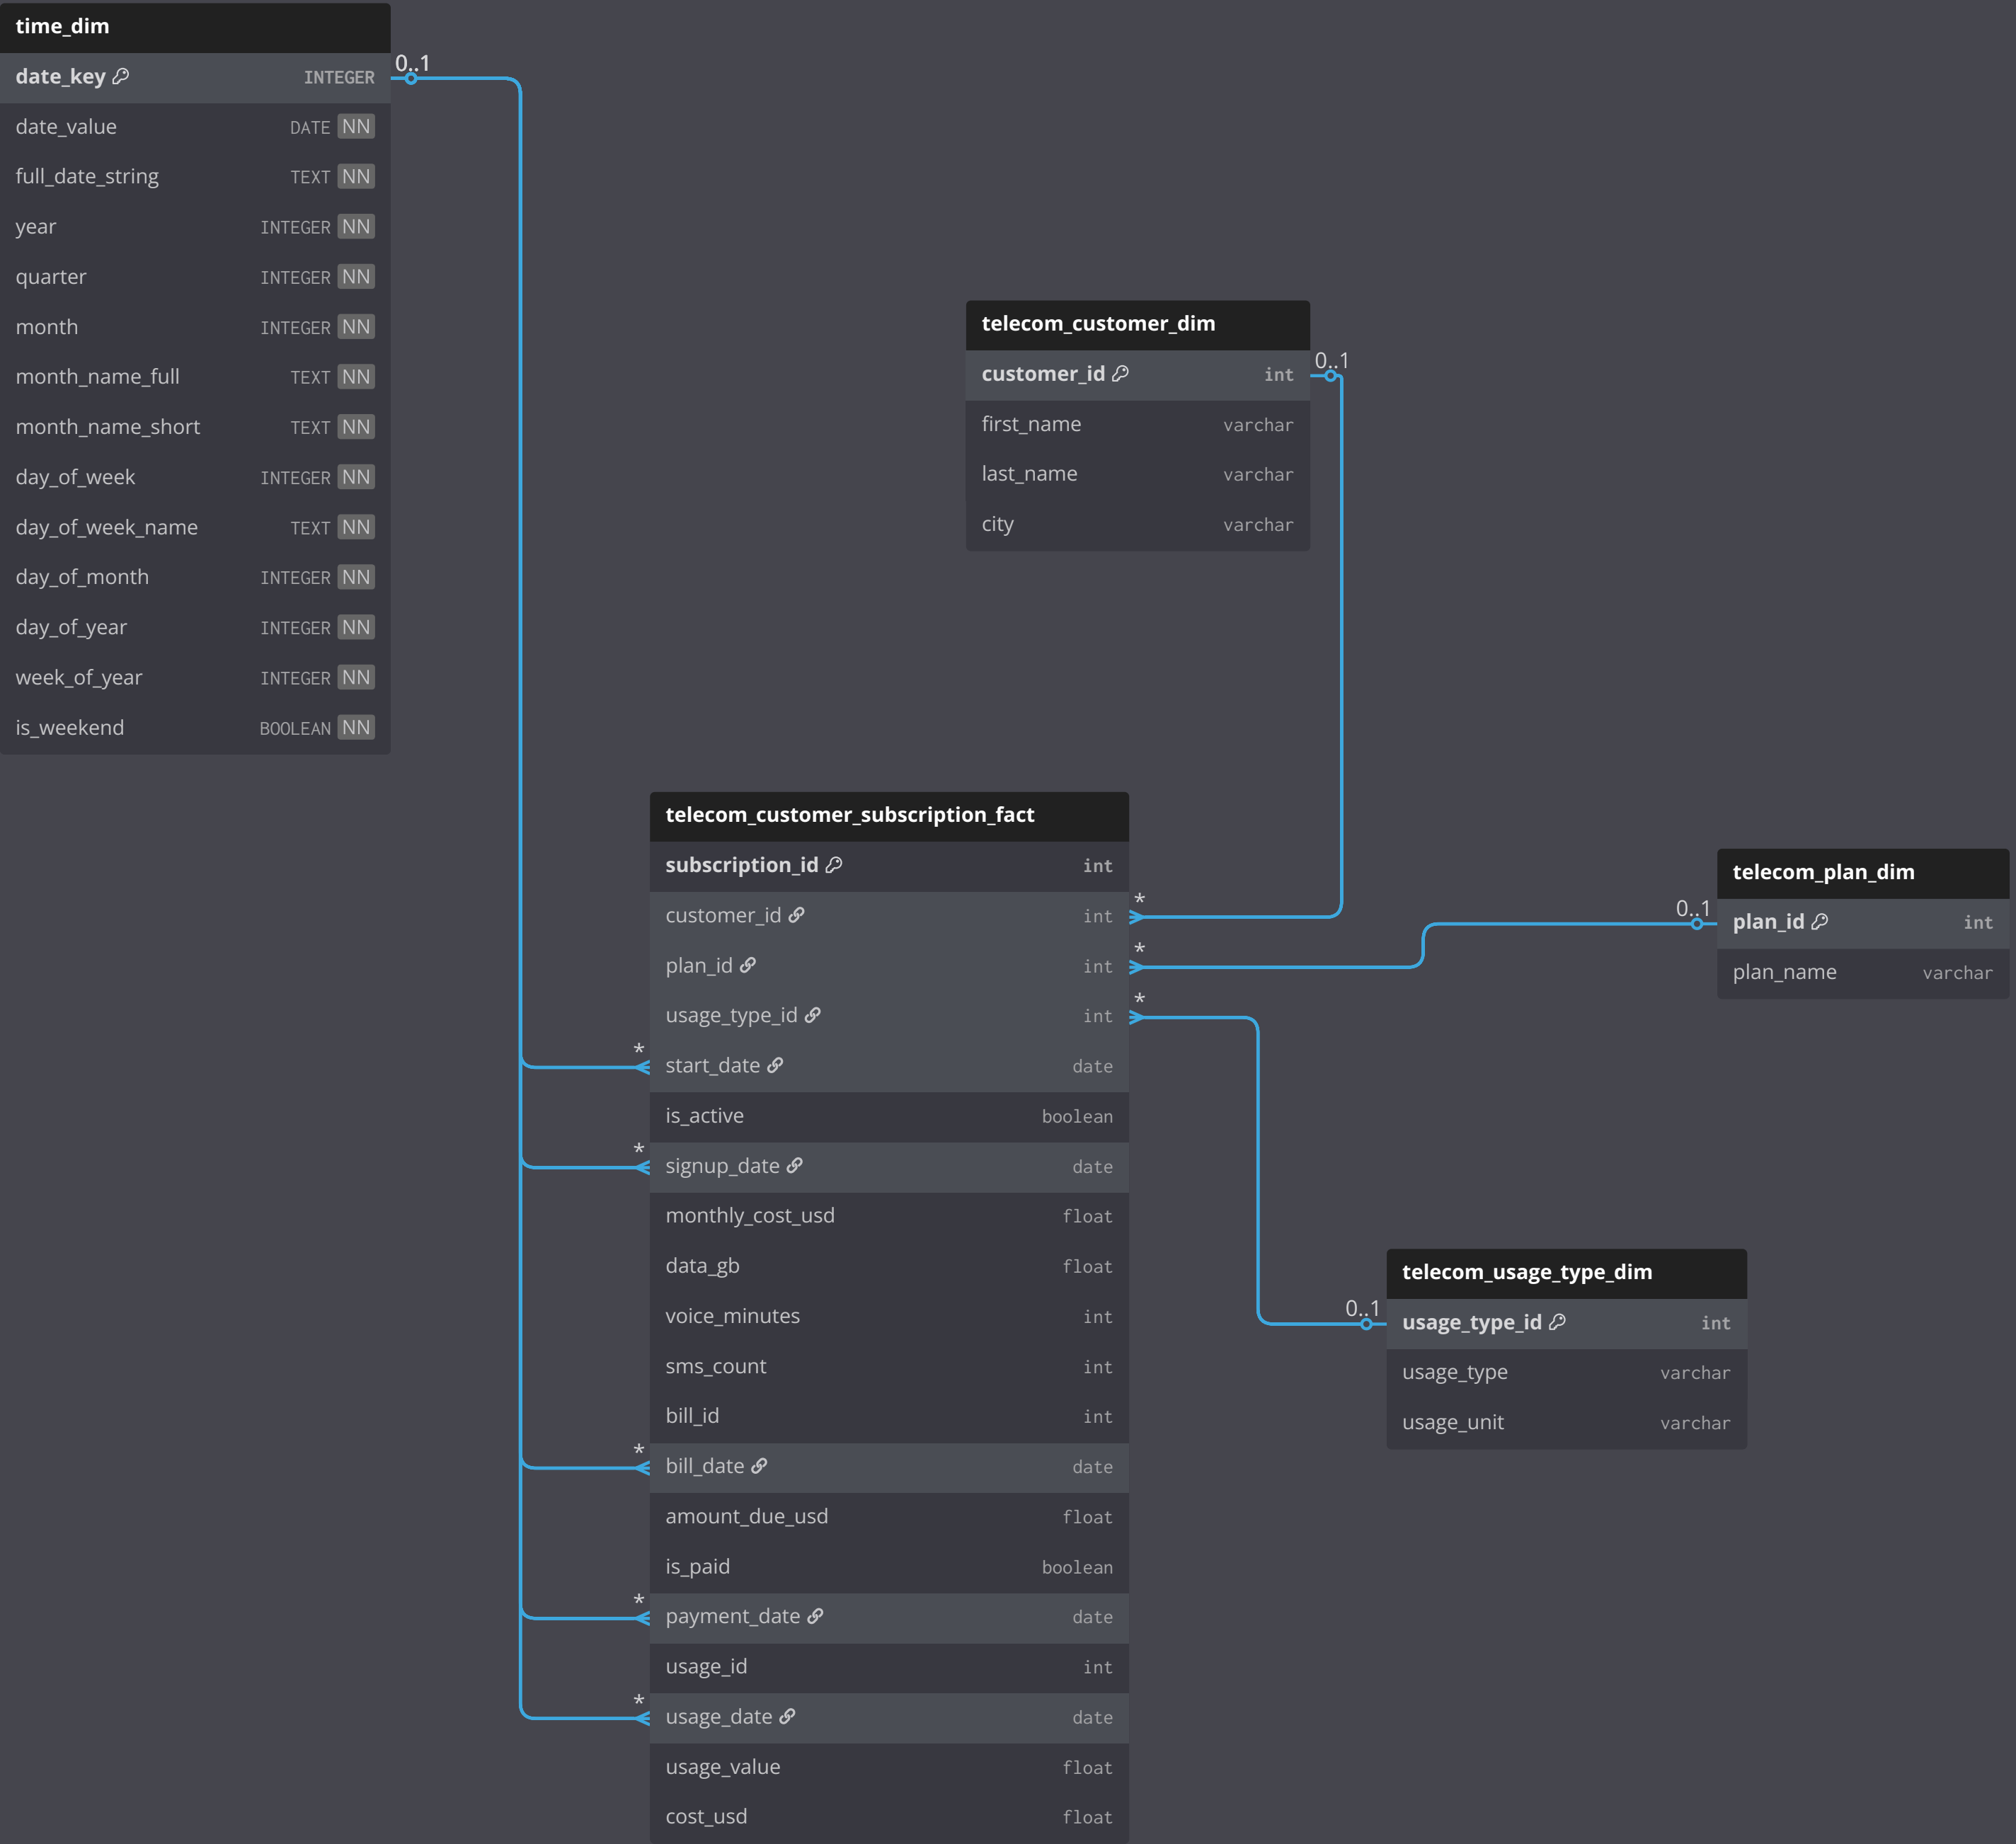 time_dim
date_key INTEGER
date_value DATE NN
full_date_string TEXT NN
year INTEGER NN
quarter INTEGER NN
month INTEGER NN
month_name_full TEXT NN
month_name_short TEXT NN
day_of_week INTEGER NN
day_of_week_name TEXT NN
day_of_month INTEGER NN
day_of_year INTEGER NN
week_of_year INTEGER NN
is_weekend BOOLEAN NN
0..1
telecom_customer_dim
customer_id int
first_name varchar
last_name varchar
city varchar
0..1
telecom_customer_subscription_fact
subscription_id int
customer_id int *
plan_id int *
usage_type_id int *
* start_date date
is_active boolean
* signup_date date
monthly_cost_usd float
data_gb float
voice_minutes int
sms_count int
bill_id int
* bill_date date
amount_due_usd float
is_paid boolean
* payment_date date
usage_id int
* usage_date date
usage_value float
cost_usd float
0..1
telecom_plan_dim
plan_id int
plan_name varchar
0..1
telecom_usage_type_dim
usage_type_id int
usage_type varchar
usage_unit varchar